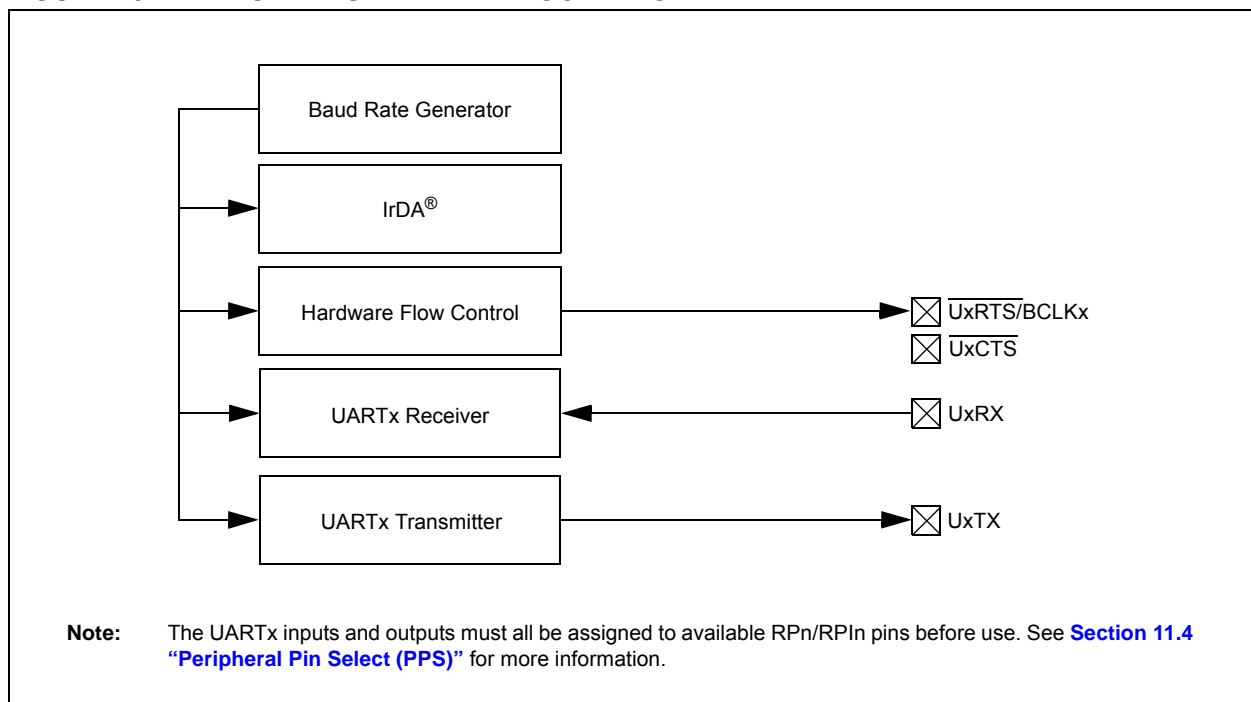 Baud Rate Generator
IrDA®
Hardware Flow Control
UxRTS/BCLKx
UxCTS
UARTx Receiver
UxRX
UARTx Transmitter
UxTX
Note: The UARTx inputs and outputs must all be assigned to available RPn/RPIn pins before use. See Section 11.4
“Peripheral Pin Select (PPS)” for more information.